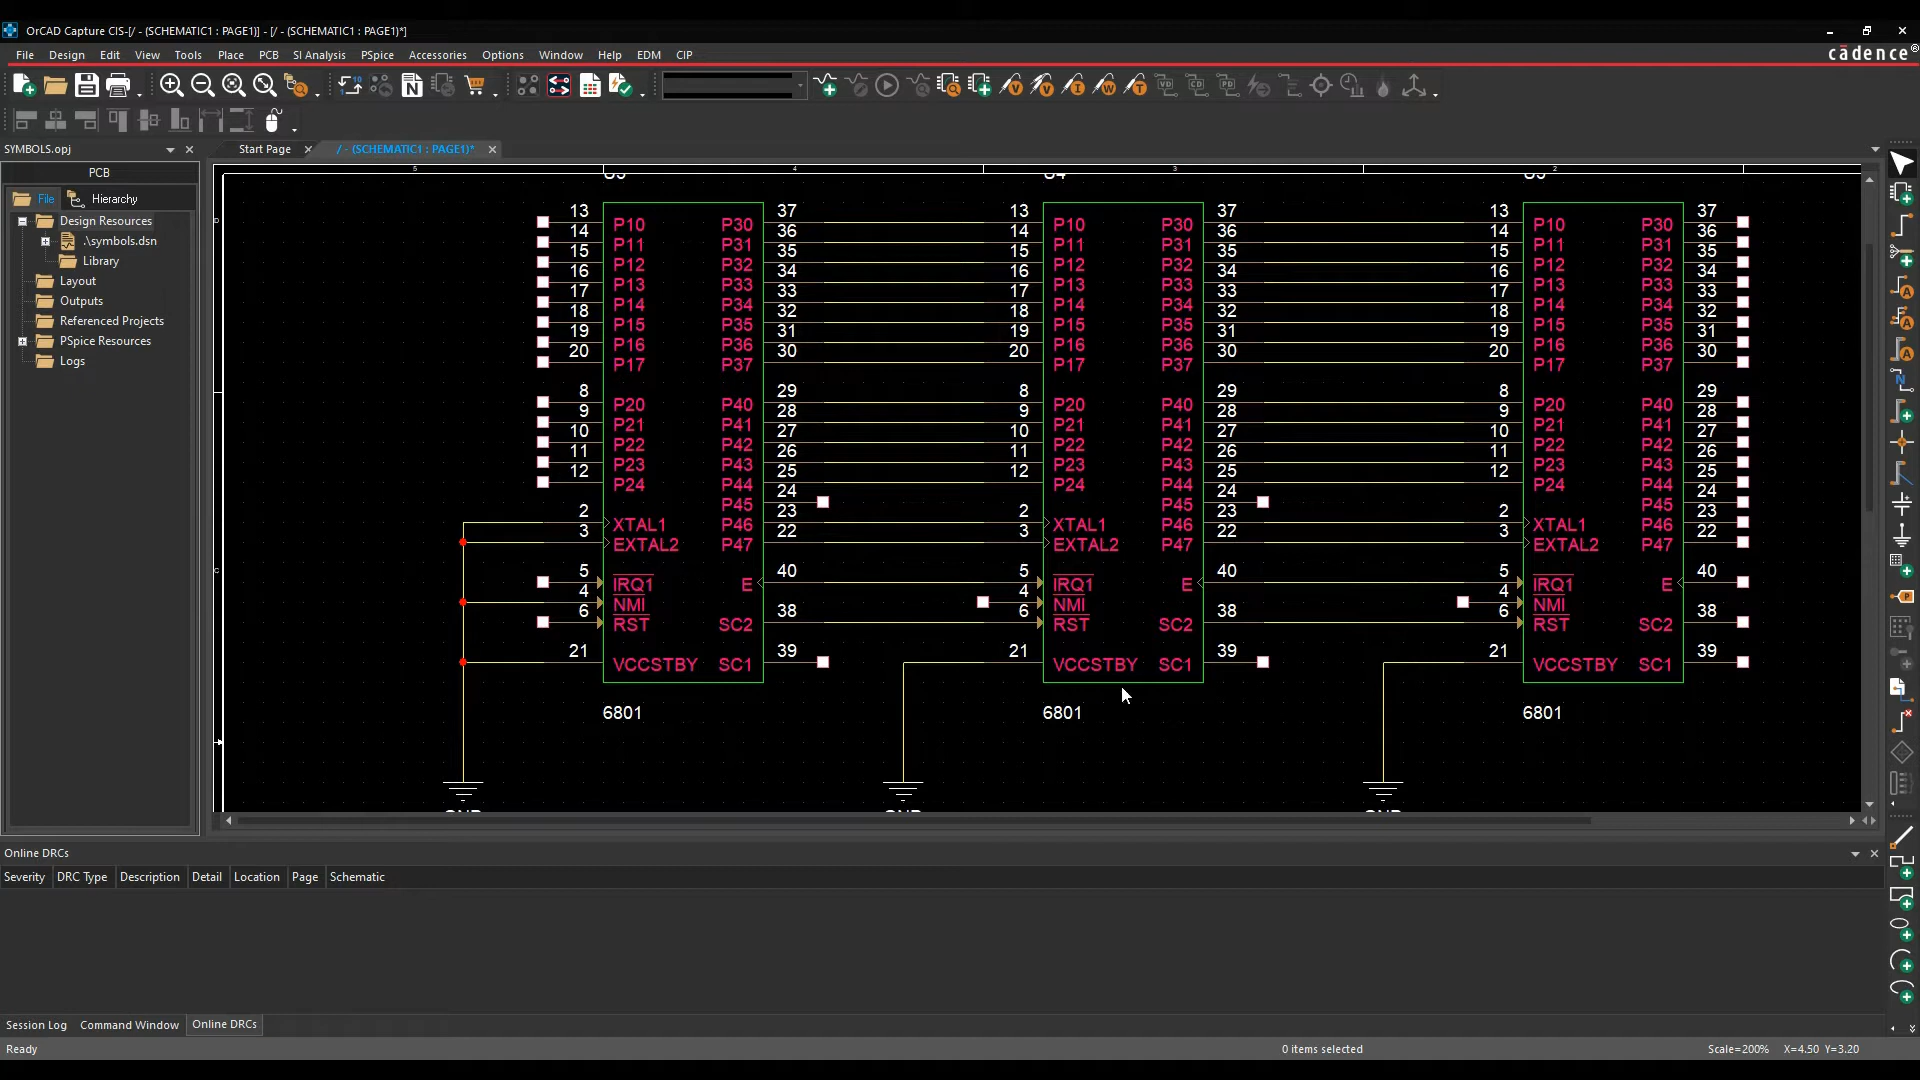 OrCAD Capture CIS-[/ - (SCHEMATIC1 : PAGE1)] - [/ - (SCHEMATIC1 : PAGE1)*]
File Design Edit View Tools Place PCB SI Analysis PSpice Accessories Options Window Help EDM CIP
cādence®
SYMBOLS.opj
Start Page
/ - (SCHEMATIC1 : PAGE1)*
PCB
File Hierarchy
Design Resources
.\symbols.dsn
Library
Layout
Outputs
Referenced Projects
PSpice Resources
Logs
5 4 3 2
13 37 13 37 13 37
P10 P30 P10 P30 P10 P30
14 36 14 36 14 36
P11 P31 P11 P31 P11 P31
15 35 15 35 15 35
P12 P32 P12 P32 P12 P32
16 34 16 34 16 34
P13 P33 P13 P33 P13 P33
17 33 17 33 17 33
P14 P34 P14 P34 P14 P34
18 32 18 32 18 32
P15 P35 P15 P35 P15 P35
19 31 19 31 19 31
P16 P36 P16 P36 P16 P36
20 30 20 30 20 30
P17 P37 P17 P37 P17 P37
8 29 8 29 8 29
P20 P40 P20 P40 P20 P40
9 28 9 28 9 28
P21 P41 P21 P41 P21 P41
10 27 10 27 10 27
P22 P42 P22 P42 P22 P42
11 26 11 26 11 26
P23 P43 P23 P43 P23 P43
12 25 12 25 12 25
P24 P44 P24 P44 P24 P44
24 24 24
P45 P45 P45
2 23 2 23 2 23
XTAL1 P46 XTAL1 P46 XTAL1 P46
3 22 3 22 3 22
EXTAL2 P47 EXTAL2 P47 EXTAL2 P47
5 40 5 40 5 40
IRQ1 E IRQ1 E IRQ1 E
4 4 4
NMI NMI NMI
6 38 6 38 6 38
RST SC2 RST SC2 RST SC2
21 39 21 39 21 39
VCCSTBY SC1 VCCSTBY SC1 VCCSTBY SC1
6801 6801 6801
Online DRCs
Severity DRC Type Description Detail Location Page Schematic
Session Log Command Window Online DRCs
Ready 0 items selected Scale=200% X=4.50 Y=3.20